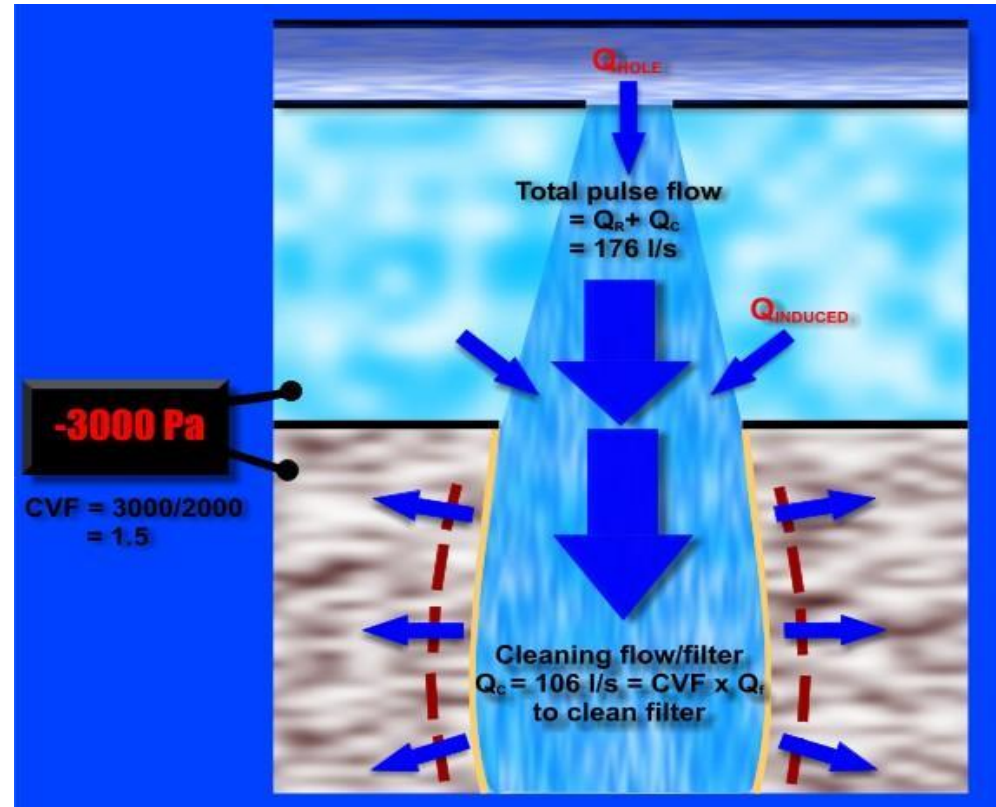 Q HOLE
Total pulse flow
= QR+ QC
= 176 l/s
QINDUCED
-3000 Pa
CVF = 3000/2000
= 1.5
Cleaning flow/filter
QC = 106 l/s = CVF x Qf
to clean filter